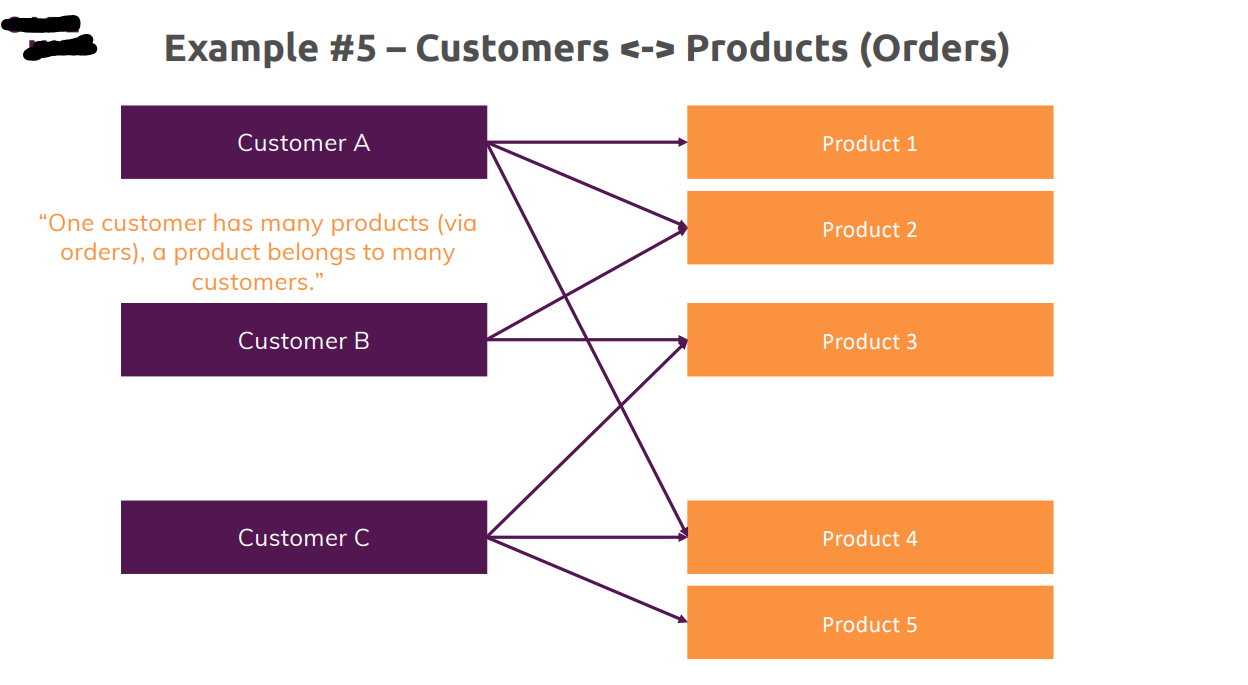 Example #5 – Customers <-> Products (Orders)
Customer A
Product 1
Product 2
“One customer has many products (via
orders), a product belongs to many
customers.”
Customer B
Product 3
Customer C
Product 4
Product 5